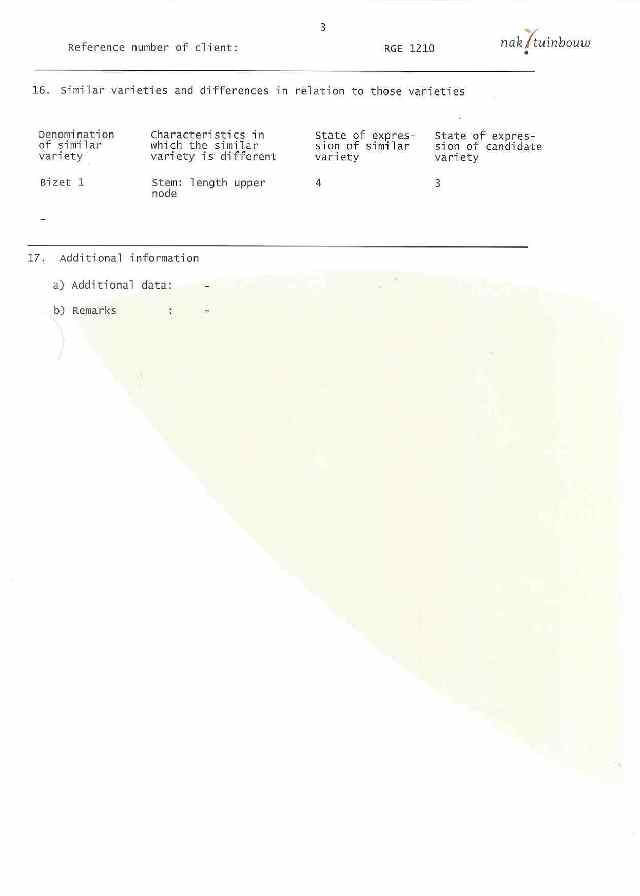 3
Reference number of client: RGE 1210 nak tuinbouw
16. Similar varieties and differences in relation to those varieties
Denomination Characteristics in State of expres- State of expres-
of similar which the similar sion of similar sion of candidate
variety variety is different variety variety
Bizet 1 Stem: length upper 4 3
node
-
17. Additional information
a) Additional data: -
b) Remarks : -